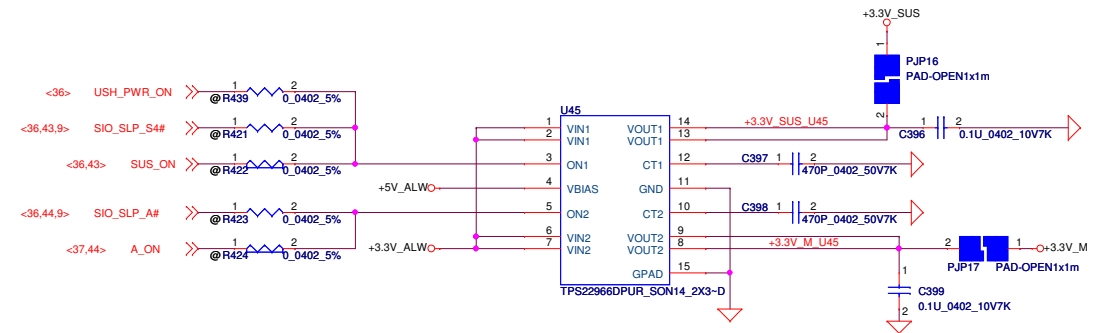 +3.3V_SUS
1
PJP16
PAD-OPEN1x1m
2
<36> USH_PWR_ON 1 2
@R439 0_0402_5%
<36,43,9> SIO_SLP_S4# 1 2
@R421 0_0402_5%
<36,43> SUS_ON 1 2
@R422 0_0402_5%
<36,44,9> SIO_SLP_A# 1 2
@R423 0_0402_5%
<37,44> A_ON 1 2
@R424 0_0402_5%
+5V_ALW
+3.3V_ALW
U45
1 VIN1 VOUT1 14 +3.3V_SUS_U45
2 VIN1 VOUT1 13
3 ON1 CT1 12
4 VBIAS GND 11
5 ON2 CT2 10
6 VIN2 VOUT2 9
7 VIN2 VOUT2 8 +3.3V_M_U45
GPAD 15
TPS22966DPUR_SON14_2X3~D
C396 1 2
0.1U_0402_10V7K
C397 1 2
470P_0402_50V7K
C398 1 2
470P_0402_50V7K
2 1 +3.3V_M
PJP17 PAD-OPEN1x1m
1
C399
0.1U_0402_10V7K
2